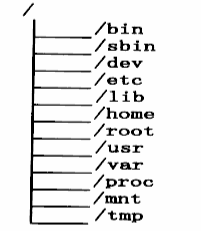 /
/bin
/sbin
/dev
/etc
/lib
/home
/root
/usr
/var
/proc
/mnt
/tmp